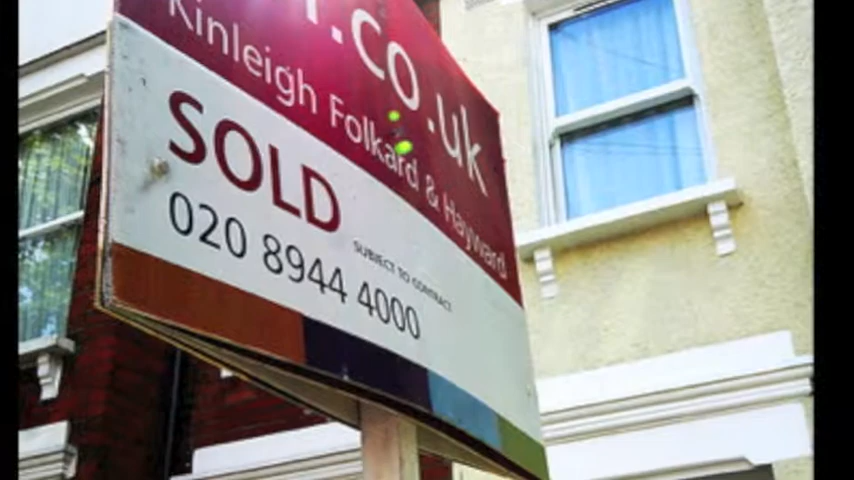 .co.uk
Kinleigh Folkard & Hayward
SOLD
SUBJECT TO CONTRACT
020 8944 4000